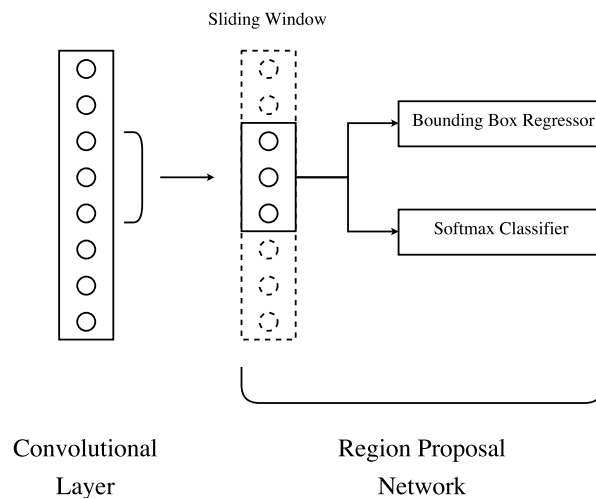 Sliding Window
Bounding Box Regressor
Softmax Classifier
Convolutional
Layer
Region Proposal
Network